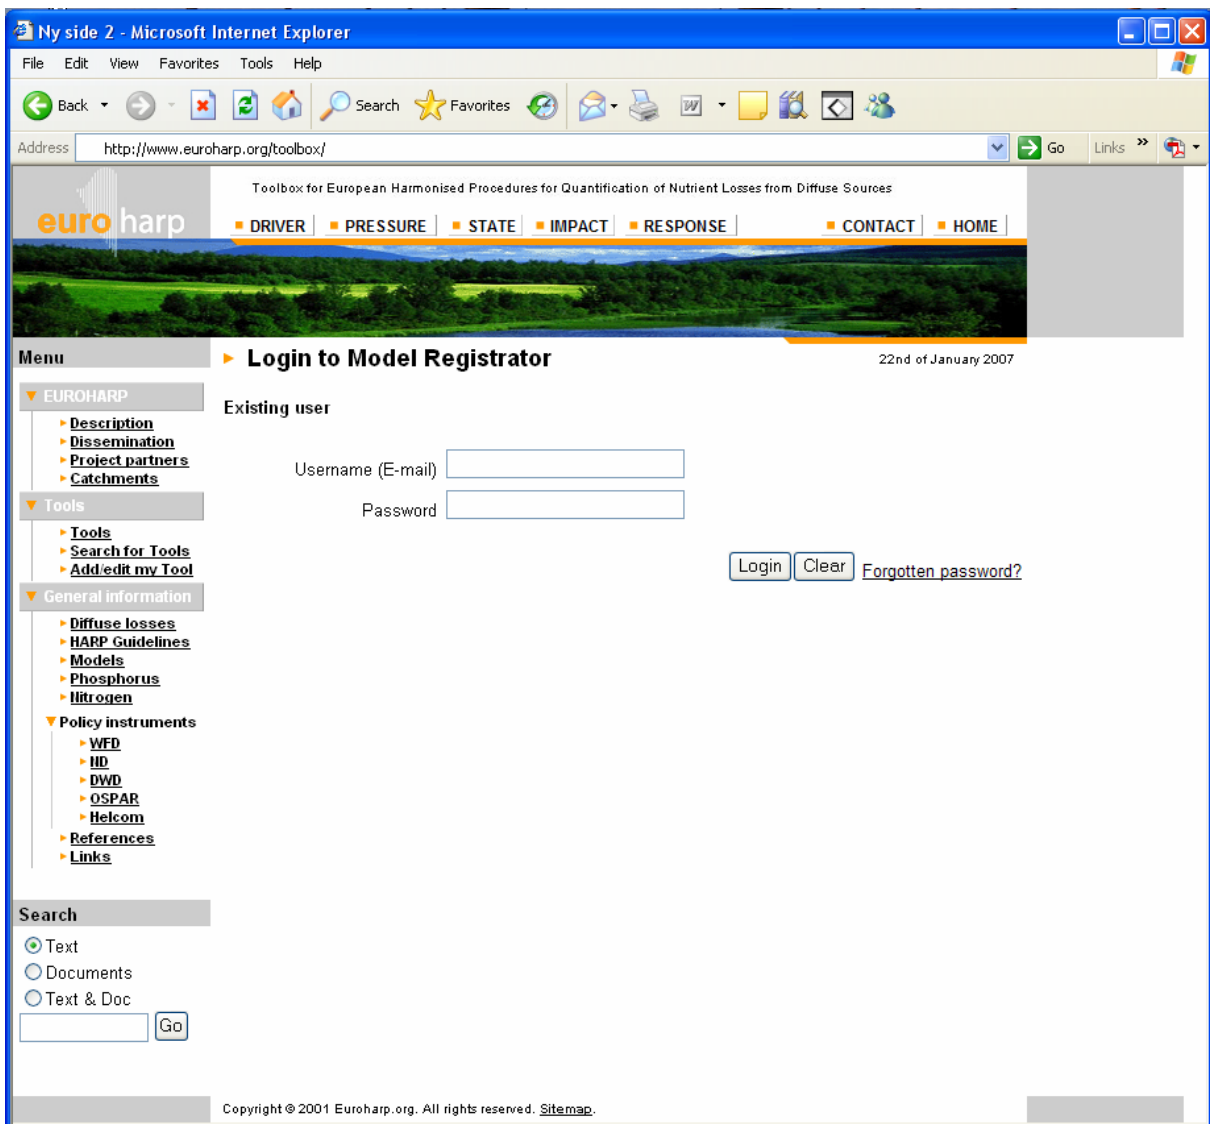 Ny side 2 - Microsoft Internet Explorer
File Edit View Favorites Tools Help
Back Search Favorites
Address http://www.euroharp.org/toolbox/ Go Links »
Toolbox for European Harmonised Procedures for Quantification of Nutrient Losses from Diffuse Sources
euro harp
DRIVER PRESSURE STATE IMPACT RESPONSE CONTACT HOME
Menu
Login to Model Registrator
22nd of January 2007
EUROHARP
Description
Dissemination
Project partners
Catchments
Tools
Tools
Search for Tools
Add/edit my Tool
General information
Diffuse losses
HARP Guidelines
Models
Phosphorus
Nitrogen
Policy instruments
WFD
ND
DWD
OSPAR
Helcom
References
Links
Existing user
Username (E-mail)
Password
Login Clear Forgotten password?
Search
Text
Documents
Text & Doc
Go
Copyright © 2001 Euroharp.org. All rights reserved. Sitemap.